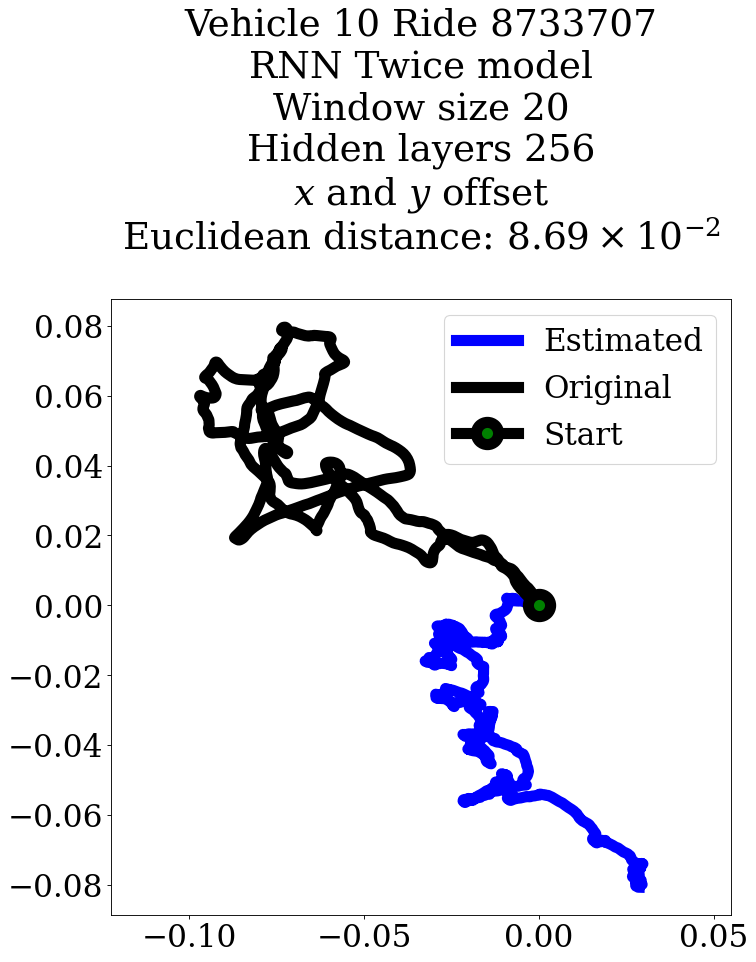 Vehicle 10 Ride 8733707
RNN Twice model
Window size 20
Hidden layers 256
x and y offset
Euclidean distance: 8.69 × 10⁻²
Estimated
Original
Start
0.08
0.06
0.04
0.02
0.00
−0.02
−0.04
−0.06
−0.08
−0.10
−0.05
0.00
0.05